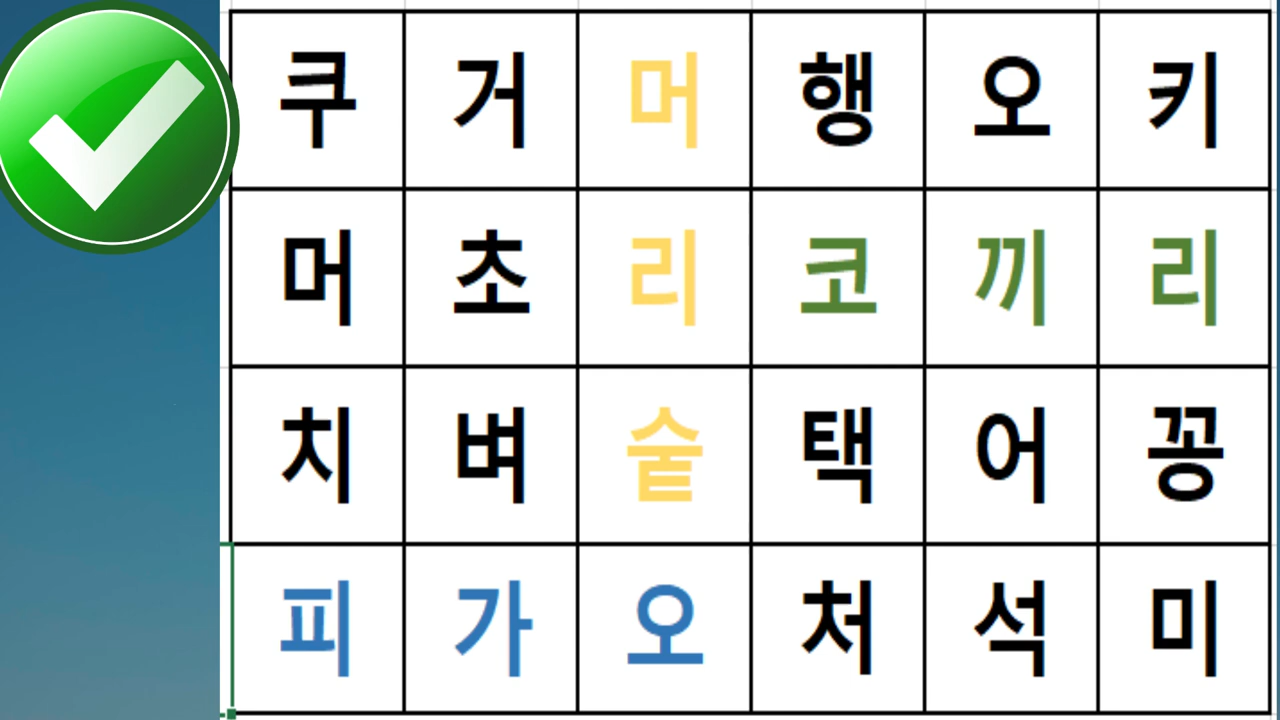 쿠 거 머 행 오 키
머 초 리 코 끼 리
치 벼 숱 택 어 꽁
피 가 오 처 석 미